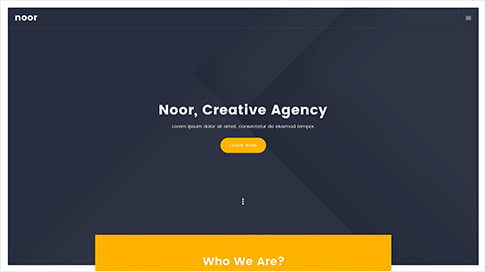 noor
Noor, Creative Agency
Lorem ipsum dolor sit amet, consectetur do eiusmod tempor.
LEARN MORE
Who We Are?